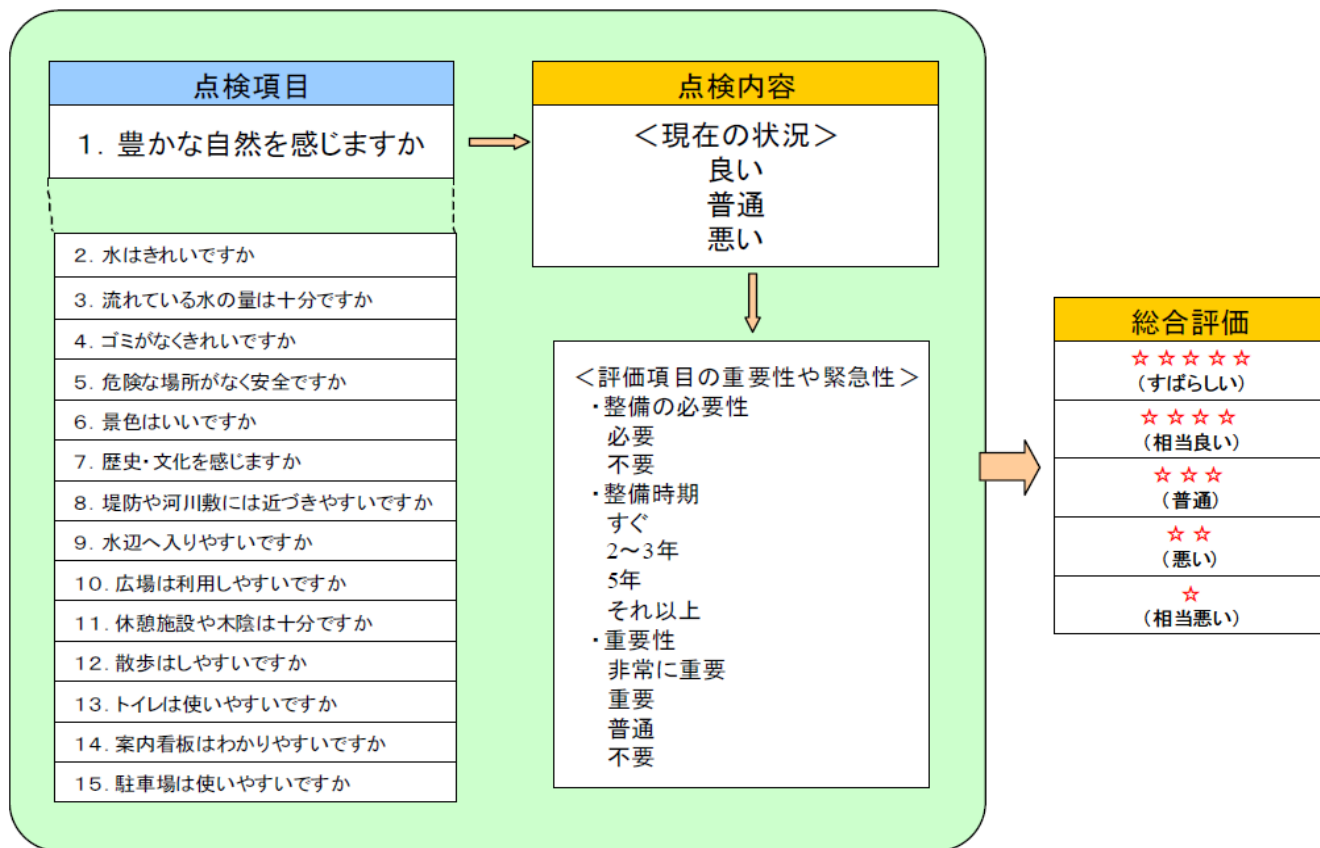 点検項目
1. 豊かな自然を感じますか
2. 水はきれいですか
3. 流れている水の量は十分ですか
4. ゴミがなくきれいですか
5. 危険な場所がなく安全ですか
6. 景色はいいですか
7. 歴史・文化を感じますか
8. 堤防や河川敷には近づきやすいですか
9. 水辺へ入りやすいですか
10. 広場は利用しやすいですか
11. 休憩施設や木陰は十分ですか
12. 散歩はしやすいですか
13. トイレは使いやすいですか
14. 案内看板はわかりやすいですか
15. 駐車場は使いやすいですか
点検内容
＜現在の状況＞
良い
普通
悪い
＜評価項目の重要性や緊急性＞
・整備の必要性
必要
不要
・整備時期
すぐ
2～3年
5年
それ以上
・重要性
非常に重要
重要
普通
不要
総合評価
☆☆☆☆☆
（すばらしい）
☆☆☆☆
（相当良い）
☆☆☆
（普通）
☆☆
（悪い）
☆
（相当悪い）